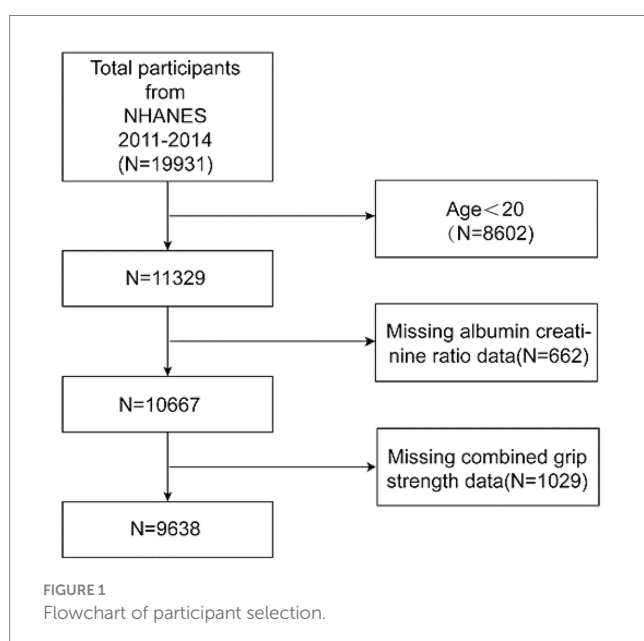 Total participants
from
NHANES
2011-2014
(N=19931)
Age＜20
（N=8602)
N=11329
Missing albumin creati-
nine ratio data(N=662)
N=10667
Missing combined grip
strength data(N=1029)
N=9638
FIGURE 1
Flowchart of participant selection.